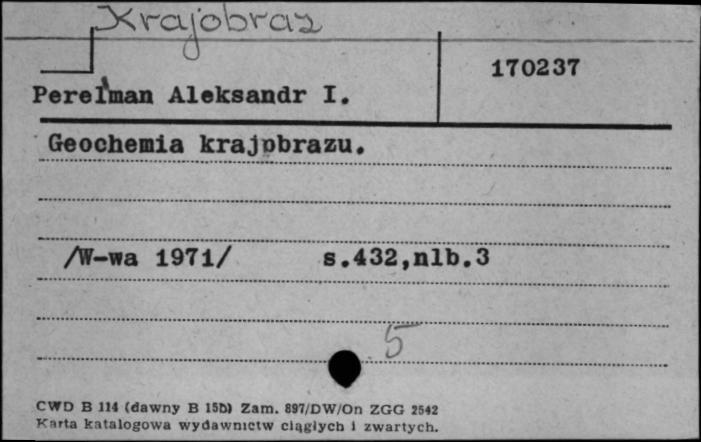 Krajobraz
170237
Perelman Aleksandr I.
Geochemia krajobrazu.
/W-wa 1971/ s.432,nlb.3
5
CWD B 114 (dawny B 15b) Zam. 897/DW/On ZGG 2542
Karta katalogowa wydawnictw ciągłych i zwartych.